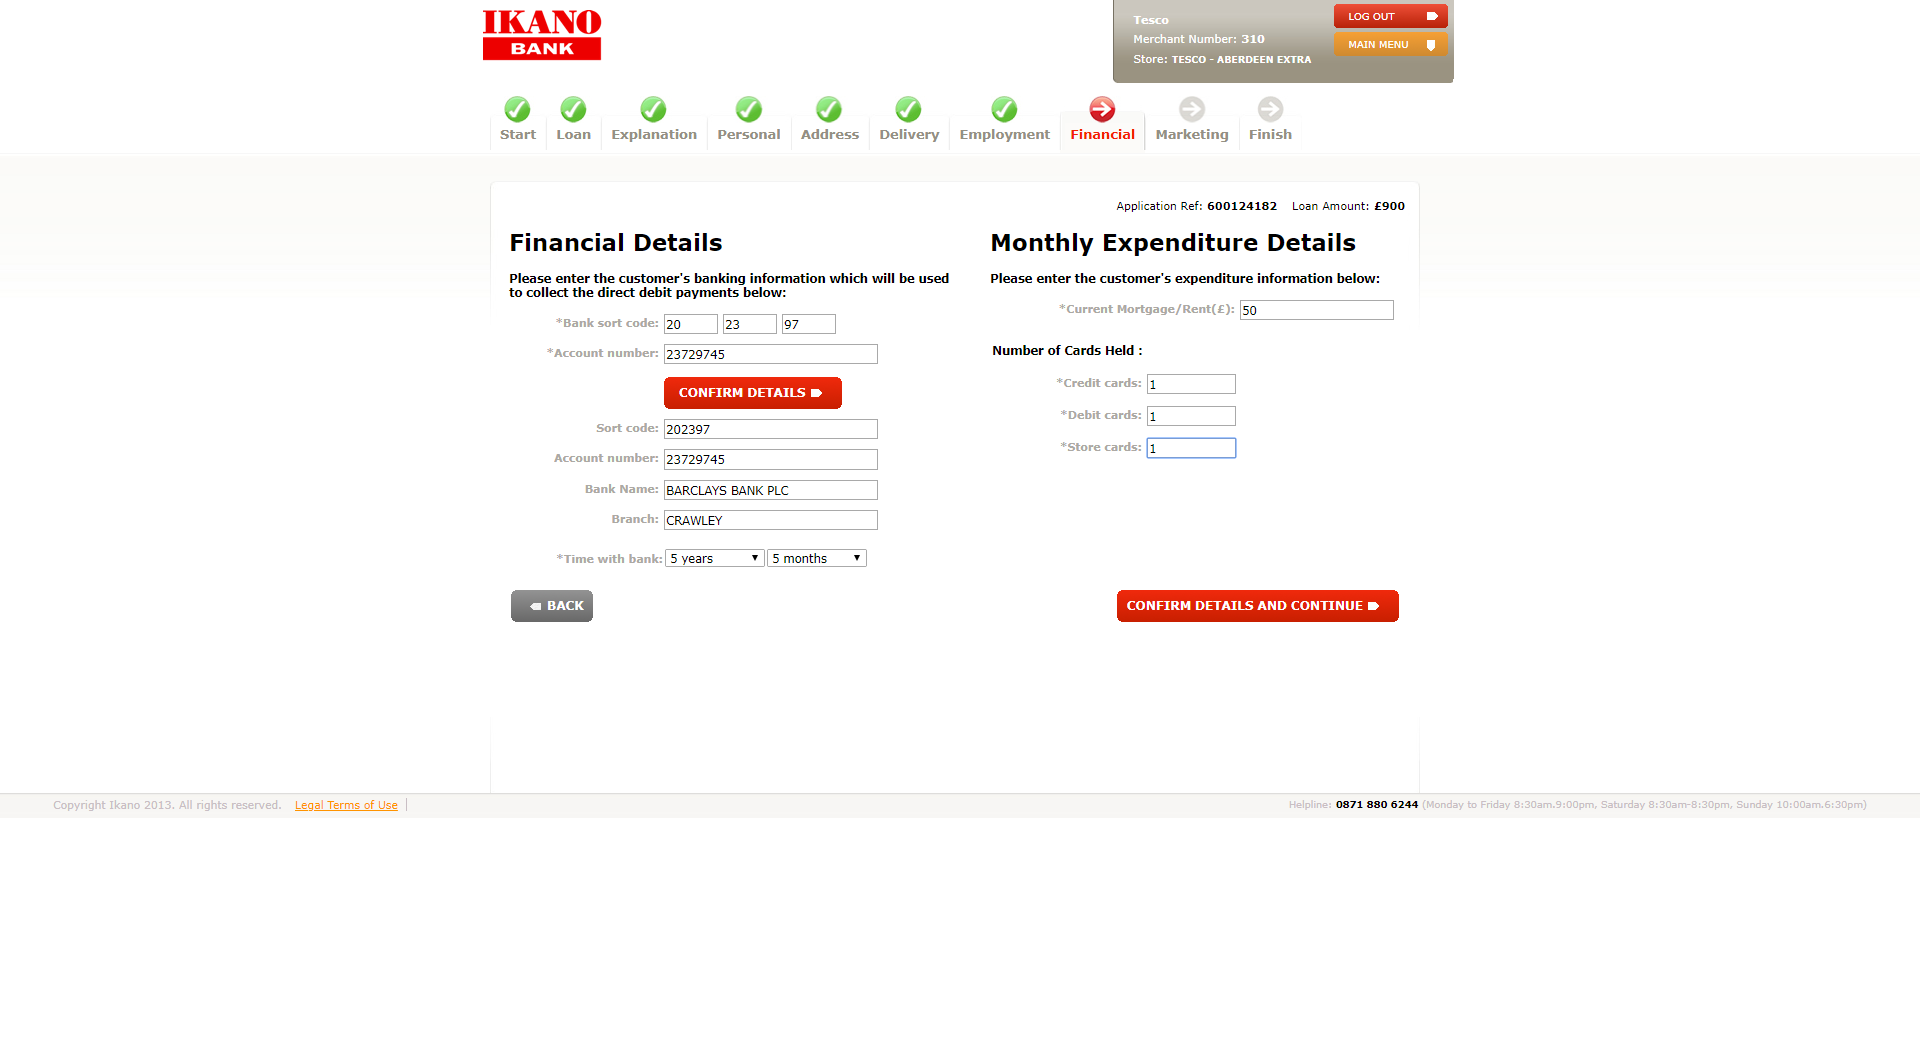 IKANO
BANK
Tesco
Merchant Number: 310
Store: TESCO - ABERDEEN EXTRA
LOG OUT
MAIN MENU
Start
Loan
Explanation
Personal
Address
Delivery
Employment
Financial
Marketing
Finish
Application Ref: 600124182 Loan Amount: £900
Financial Details
Please enter the customer's banking information which will be used
to collect the direct debit payments below:
*Bank sort code: 20 23 97
*Account number: 23729745
CONFIRM DETAILS
Sort code: 202397
Account number: 23729745
Bank Name: BARCLAYS BANK PLC
Branch: CRAWLEY
*Time with bank: 5 years 5 months
BACK
Monthly Expenditure Details
Please enter the customer's expenditure information below:
*Current Mortgage/Rent(£): 50
Number of Cards Held :
*Credit cards: 1
*Debit cards: 1
*Store cards: 1
CONFIRM DETAILS AND CONTINUE
Copyright Ikano 2013. All rights reserved. Legal Terms of Use
Helpline: 0871 880 6244 (Monday to Friday 8:30am.9:00pm, Saturday 8:30am-8:30pm, Sunday 10:00am.6:30pm)